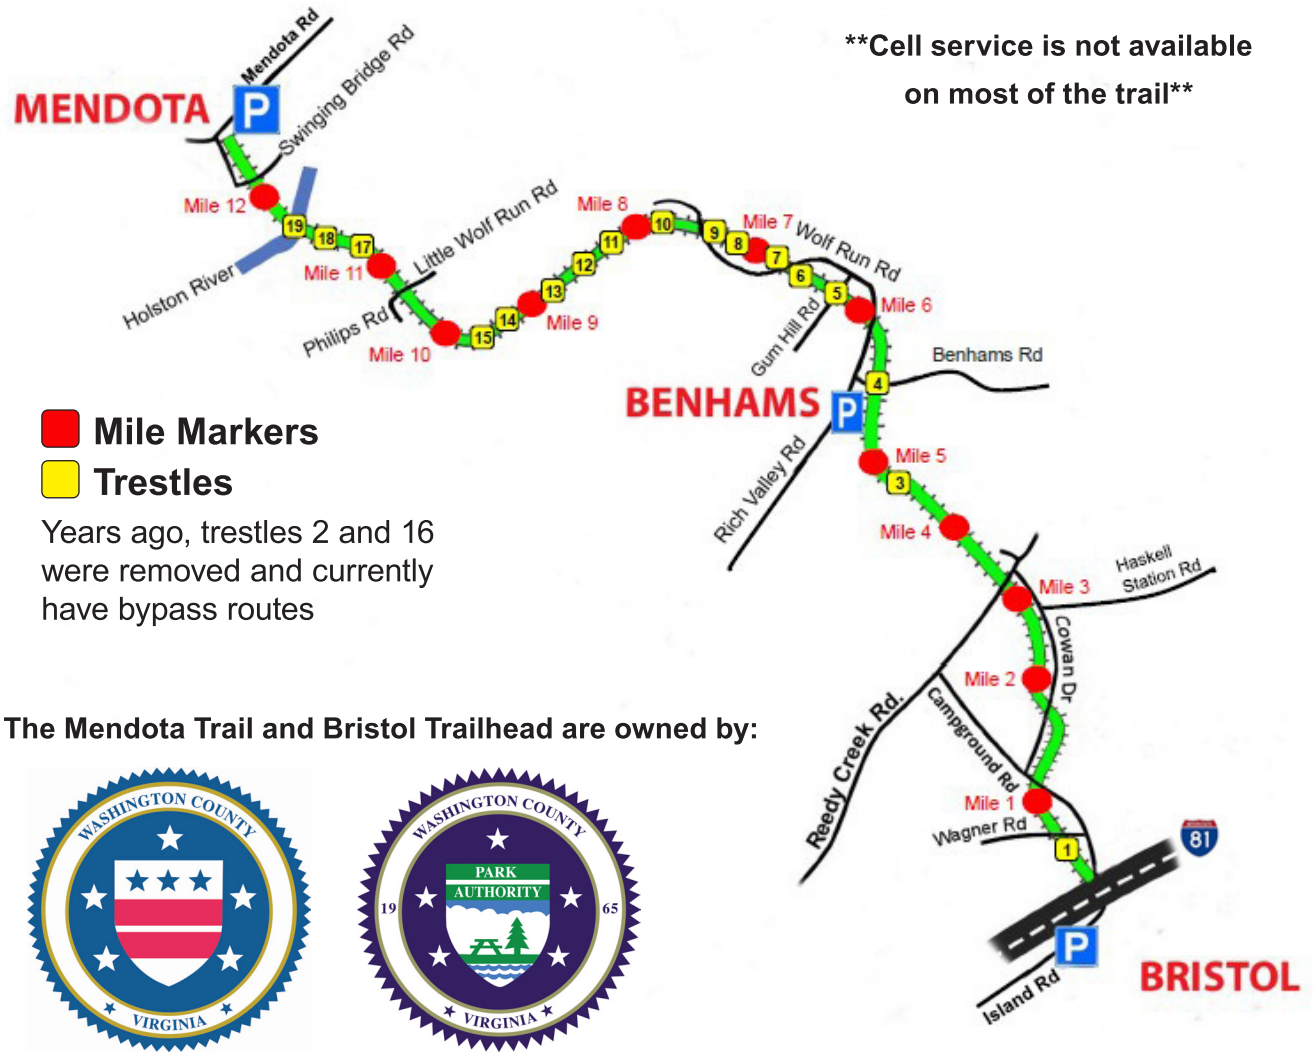 **Cell service is not available
on most of the trail**
Mendota Rd
Swinging Bridge Rd
MENDOTA
P
Mile 12
19
18
17
Holston River
Mile 11
Little Wolf Run Rd
Philips Rd
Mile 10
15
14
Mile 9
13
12
11
Mile 8
10
9
8
Mile 7
7
Wolf Run Rd
6
5
Mile 6
Gum Hill Rd
Benhams Rd
4
BENHAMS
P
Rich Valley Rd
Mile 5
3
Mile 4
Haskell
Station Rd
Mile 3
Cowan Dr
Mile 2
Reedy Creek Rd.
Campground Rd
Mile 1
Wagner Rd
1
81
P
BRISTOL
Island Rd
Mile Markers
Trestles
Years ago, trestles 2 and 16
were removed and currently
have bypass routes
The Mendota Trail and Bristol Trailhead are owned by:
WASHINGTON COUNTY
VIRGINIA
WASHINGTON COUNTY
PARK
AUTHORITY
19 65
VIRGINIA